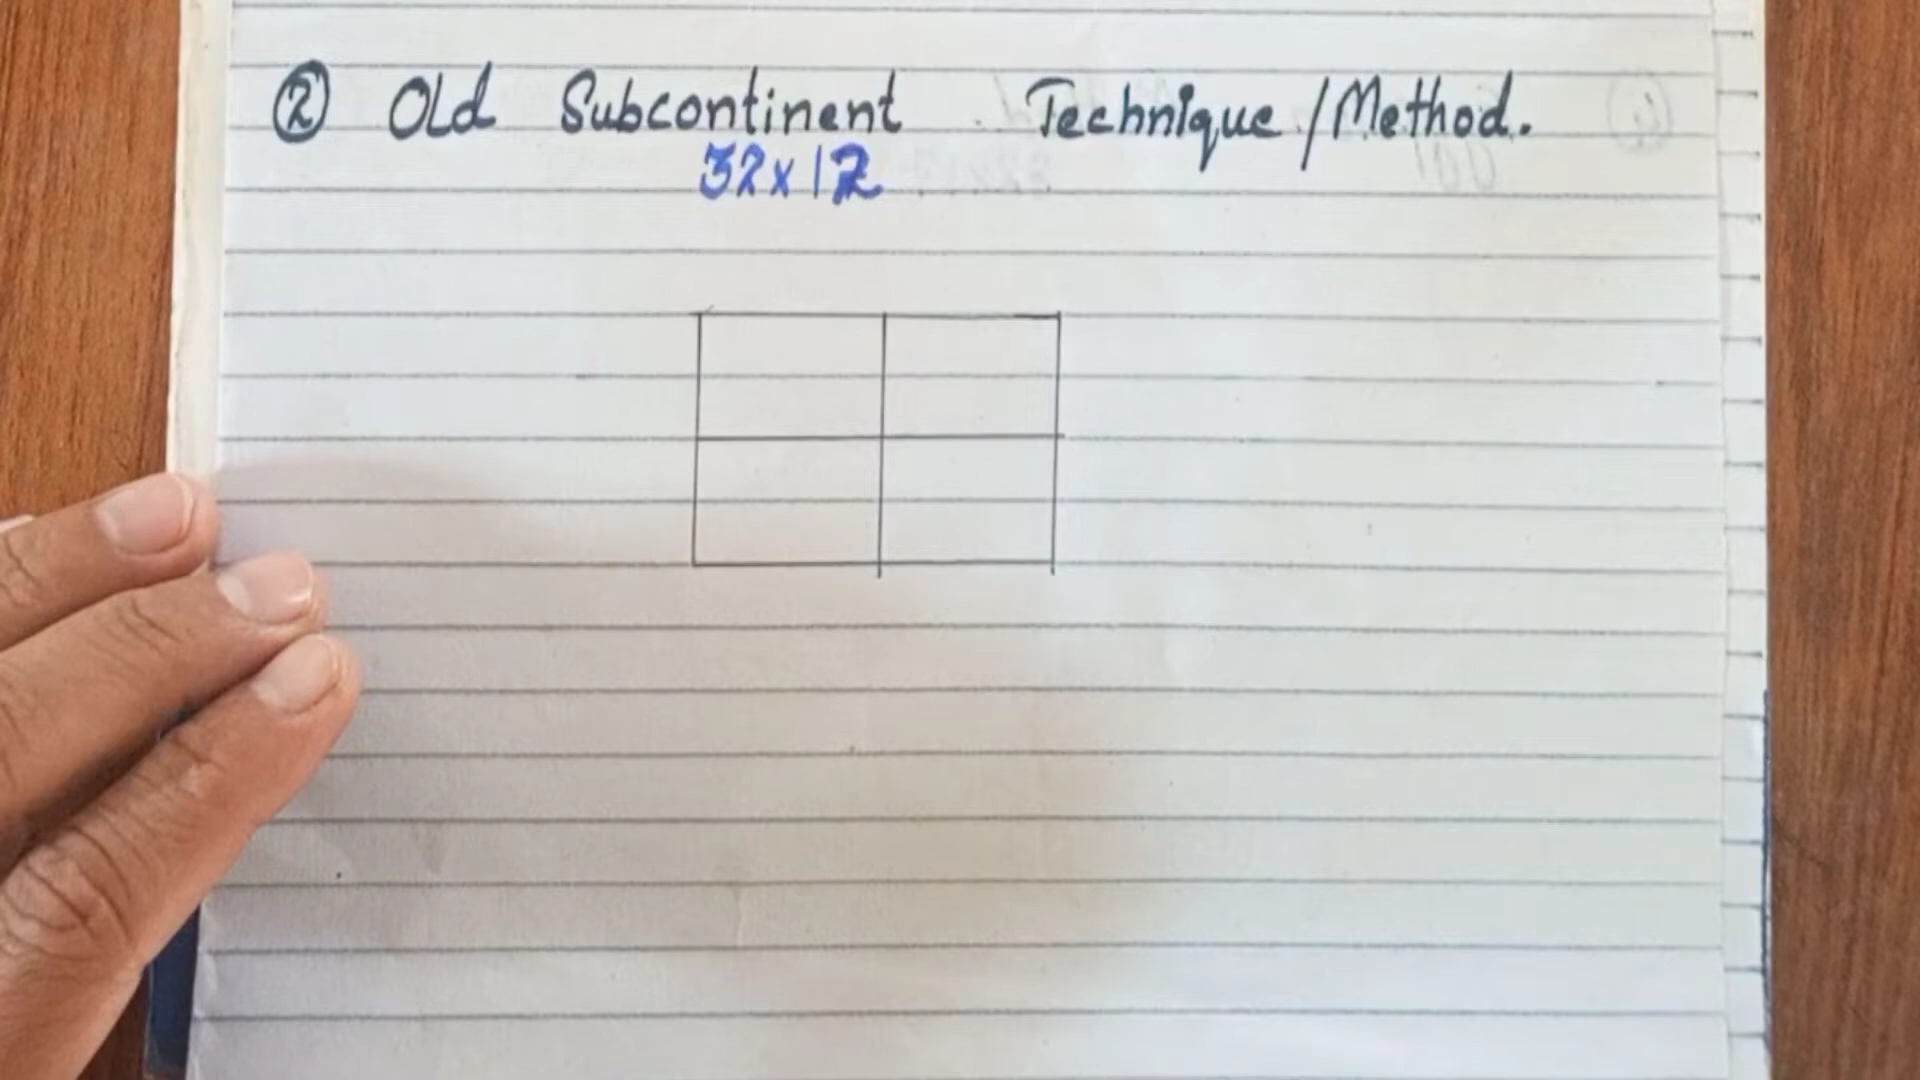 ② Old Subcontinent Technique/Method.
32x12